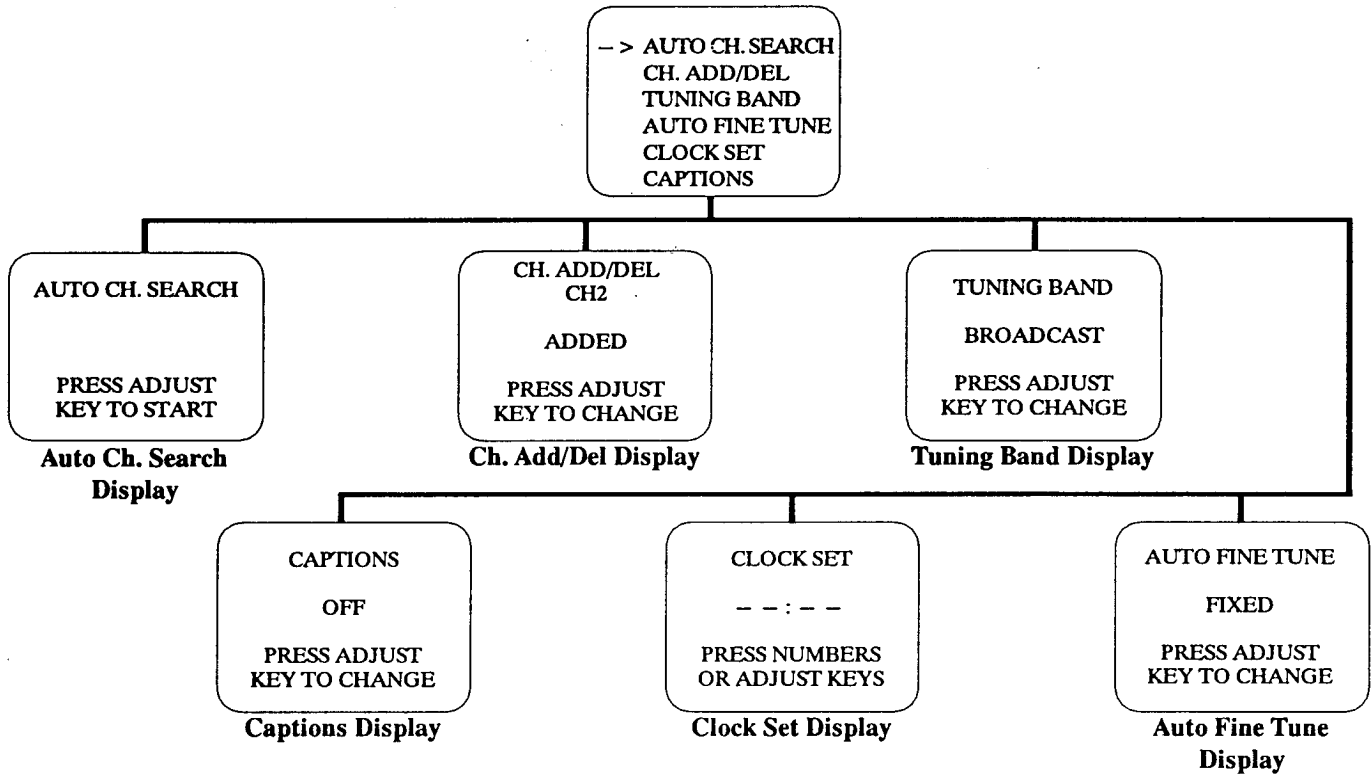 – > AUTO CH. SEARCH
CH. ADD/DEL
TUNING BAND
AUTO FINE TUNE
CLOCK SET
CAPTIONS
AUTO CH. SEARCH
PRESS ADJUST
KEY TO START
Auto Ch. Search
Display
CH. ADD/DEL
CH2
ADDED
PRESS ADJUST
KEY TO CHANGE
Ch. Add/Del Display
TUNING BAND
BROADCAST
PRESS ADJUST
KEY TO CHANGE
Tuning Band Display
CAPTIONS
OFF
PRESS ADJUST
KEY TO CHANGE
Captions Display
CLOCK SET
– – : – –
PRESS NUMBERS
OR ADJUST KEYS
Clock Set Display
AUTO FINE TUNE
FIXED
PRESS ADJUST
KEY TO CHANGE
Auto Fine Tune
Display